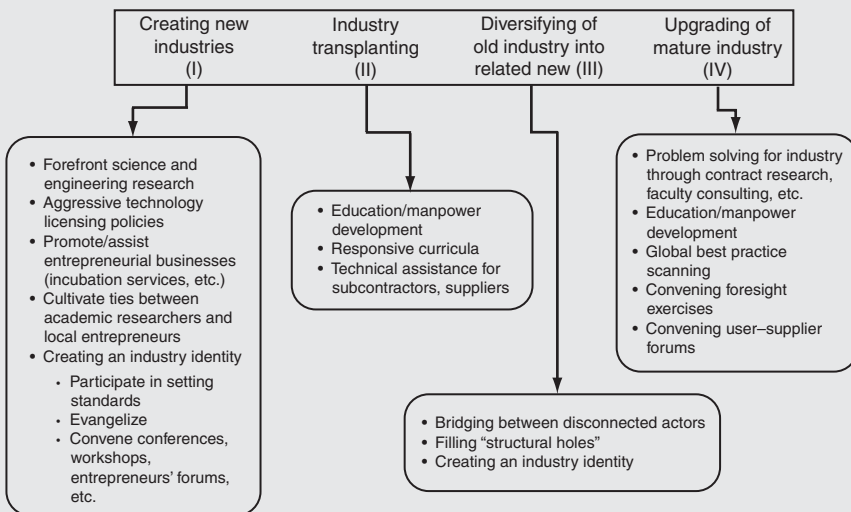 Creating new
industries
(I)
Industry
transplanting
(II)
Diversifying of
old industry into
related new (III)
Upgrading of
mature industry
(IV)
• Forefront science and
engineering research
• Aggressive technology
licensing policies
• Promote/assist
entrepreneurial businesses
(incubation services, etc.)
• Cultivate ties between
academic researchers and
local entrepreneurs
• Creating an industry identity
• Participate in setting
standards
• Evangelize
• Convene conferences,
workshops,
entrepreneurs’ forums,
etc.
• Education/manpower
development
• Responsive curricula
• Technical assistance for
subcontractors, suppliers
• Bridging between disconnected actors
• Filling “structural holes”
• Creating an industry identity
• Problem solving for industry
through contract research,
faculty consulting, etc.
• Education/manpower
development
• Global best practice
scanning
• Convening foresight
exercises
• Convening user–supplier
forums